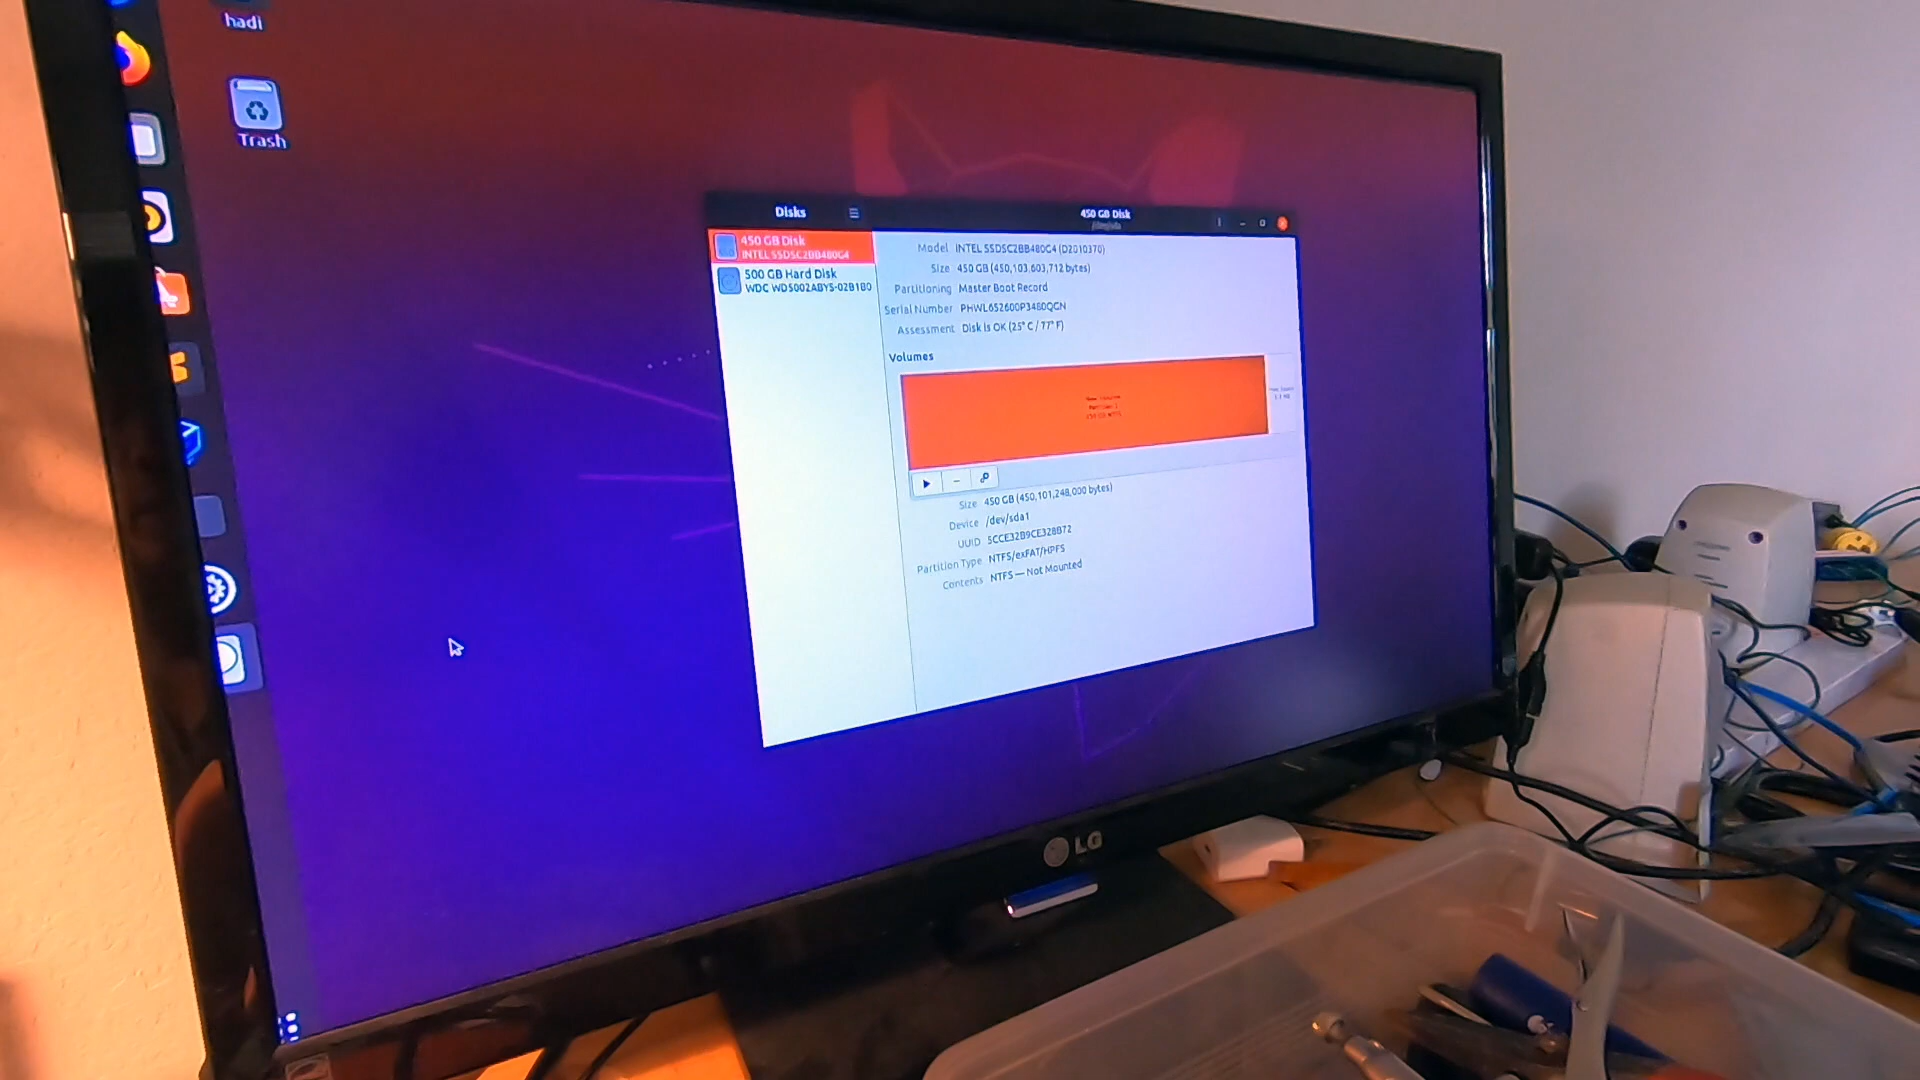 hadi
Trash
Disks
450 GB Disk
/dev/sda
450 GB Disk
INTEL SSDSC2BB480G4
500 GB Hard Disk
WDC WD5002ABYS-02B1B0
Model INTEL SSDSC2BB480G4 (D2010370)
Size 450 GB (450,103,603,712 bytes)
Partitioning Master Boot Record
Serial Number PHWL652600P3480QGN
Assessment Disk is OK (25° C / 77° F)
Volumes
Size 450 GB (450,101,248,000 bytes)
Device /dev/sda1
UUID 5CCE32B9CE328B72
Partition Type NTFS/exFAT/HPFS
Contents NTFS — Not Mounted
LG